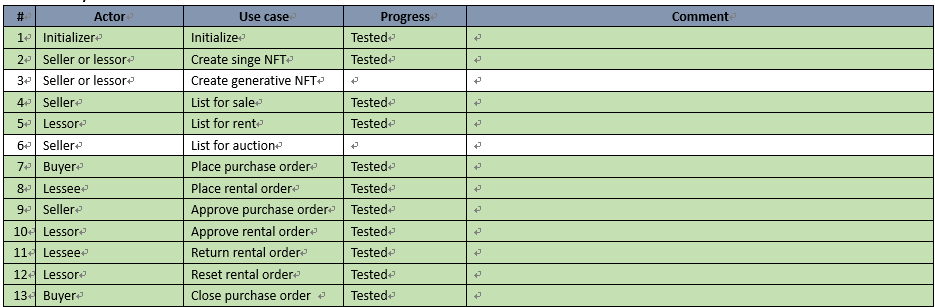 # Actor Use case Progress Comment
1 Initializer Initialize Tested
2 Seller or lessor Create singe NFT Tested
3 Seller or lessor Create generative NFT
4 Seller List for sale Tested
5 Lessor List for rent Tested
6 Seller List for auction
7 Buyer Place purchase order Tested
8 Lessee Place rental order Tested
9 Seller Approve purchase order Tested
10 Lessor Approve rental order Tested
11 Lessee Return rental order Tested
12 Lessor Reset rental order Tested
13 Buyer Close purchase order Tested